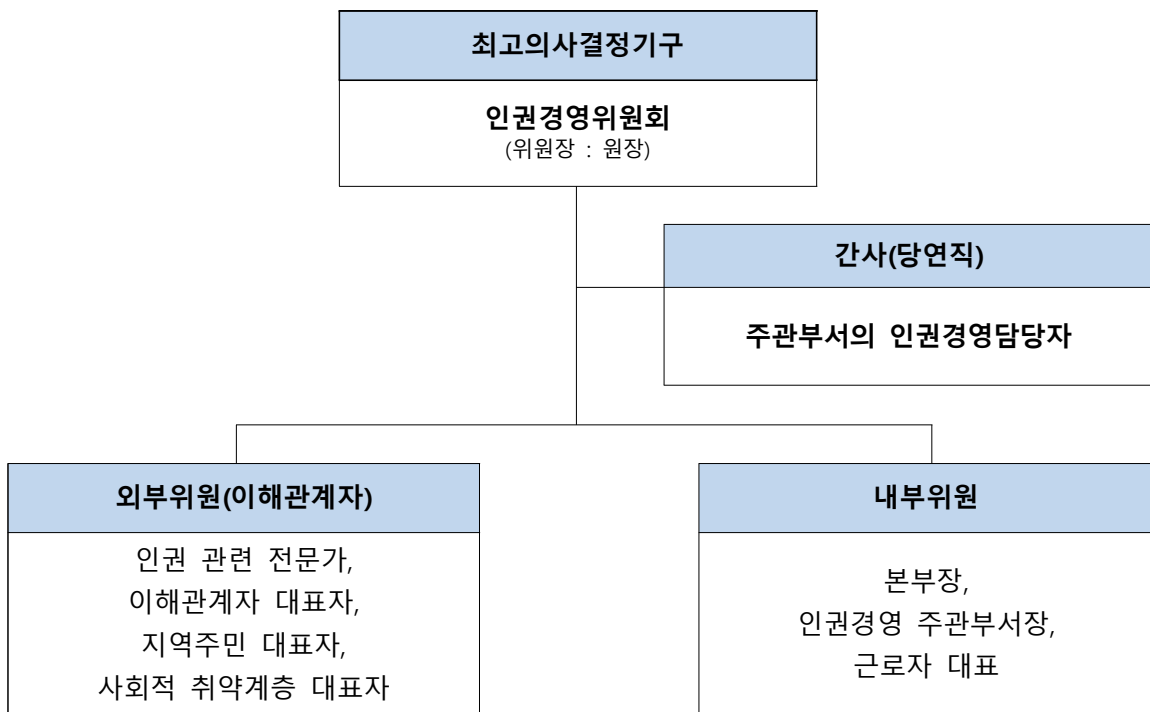 최고의사결정기구
인권경영위원회
(위원장 : 원장)
간사(당연직)
주관부서의 인권경영담당자
외부위원(이해관계자)
인권 관련 전문가,
이해관계자 대표자,
지역주민 대표자,
사회적 취약계층 대표자
내부위원
본부장,
인권경영 주관부서장,
근로자 대표